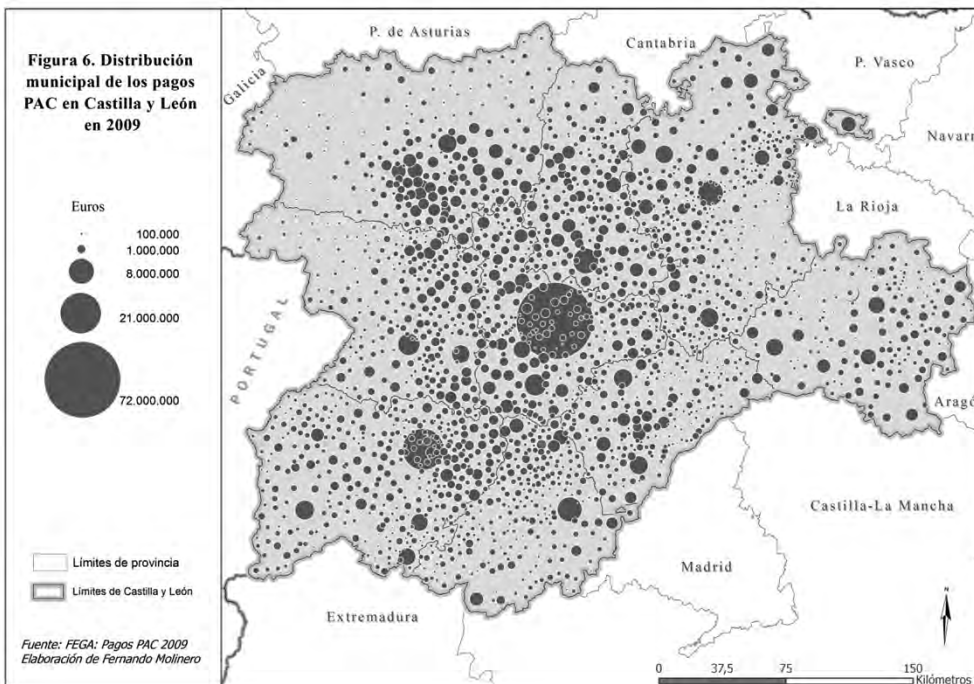 Figura 6. Distribución
municipal de los pagos
PAC en Castilla y León
en 2009
Euros
100.000
1.000.000
8.000.000
21.000.000
72.000.000
Límites de provincia
Límites de Castilla y León
Fuente: FEGA: Pagos PAC 2009
Elaboración de Fernando Molinero
P. de Asturias
Cantabria
P. Vasco
Galicia
Navarr
La Rioja
PORTUGAL
Aragó
Castilla-La Mancha
Madrid
Extremadura
N
0 37,5 75 150
Kilómetros